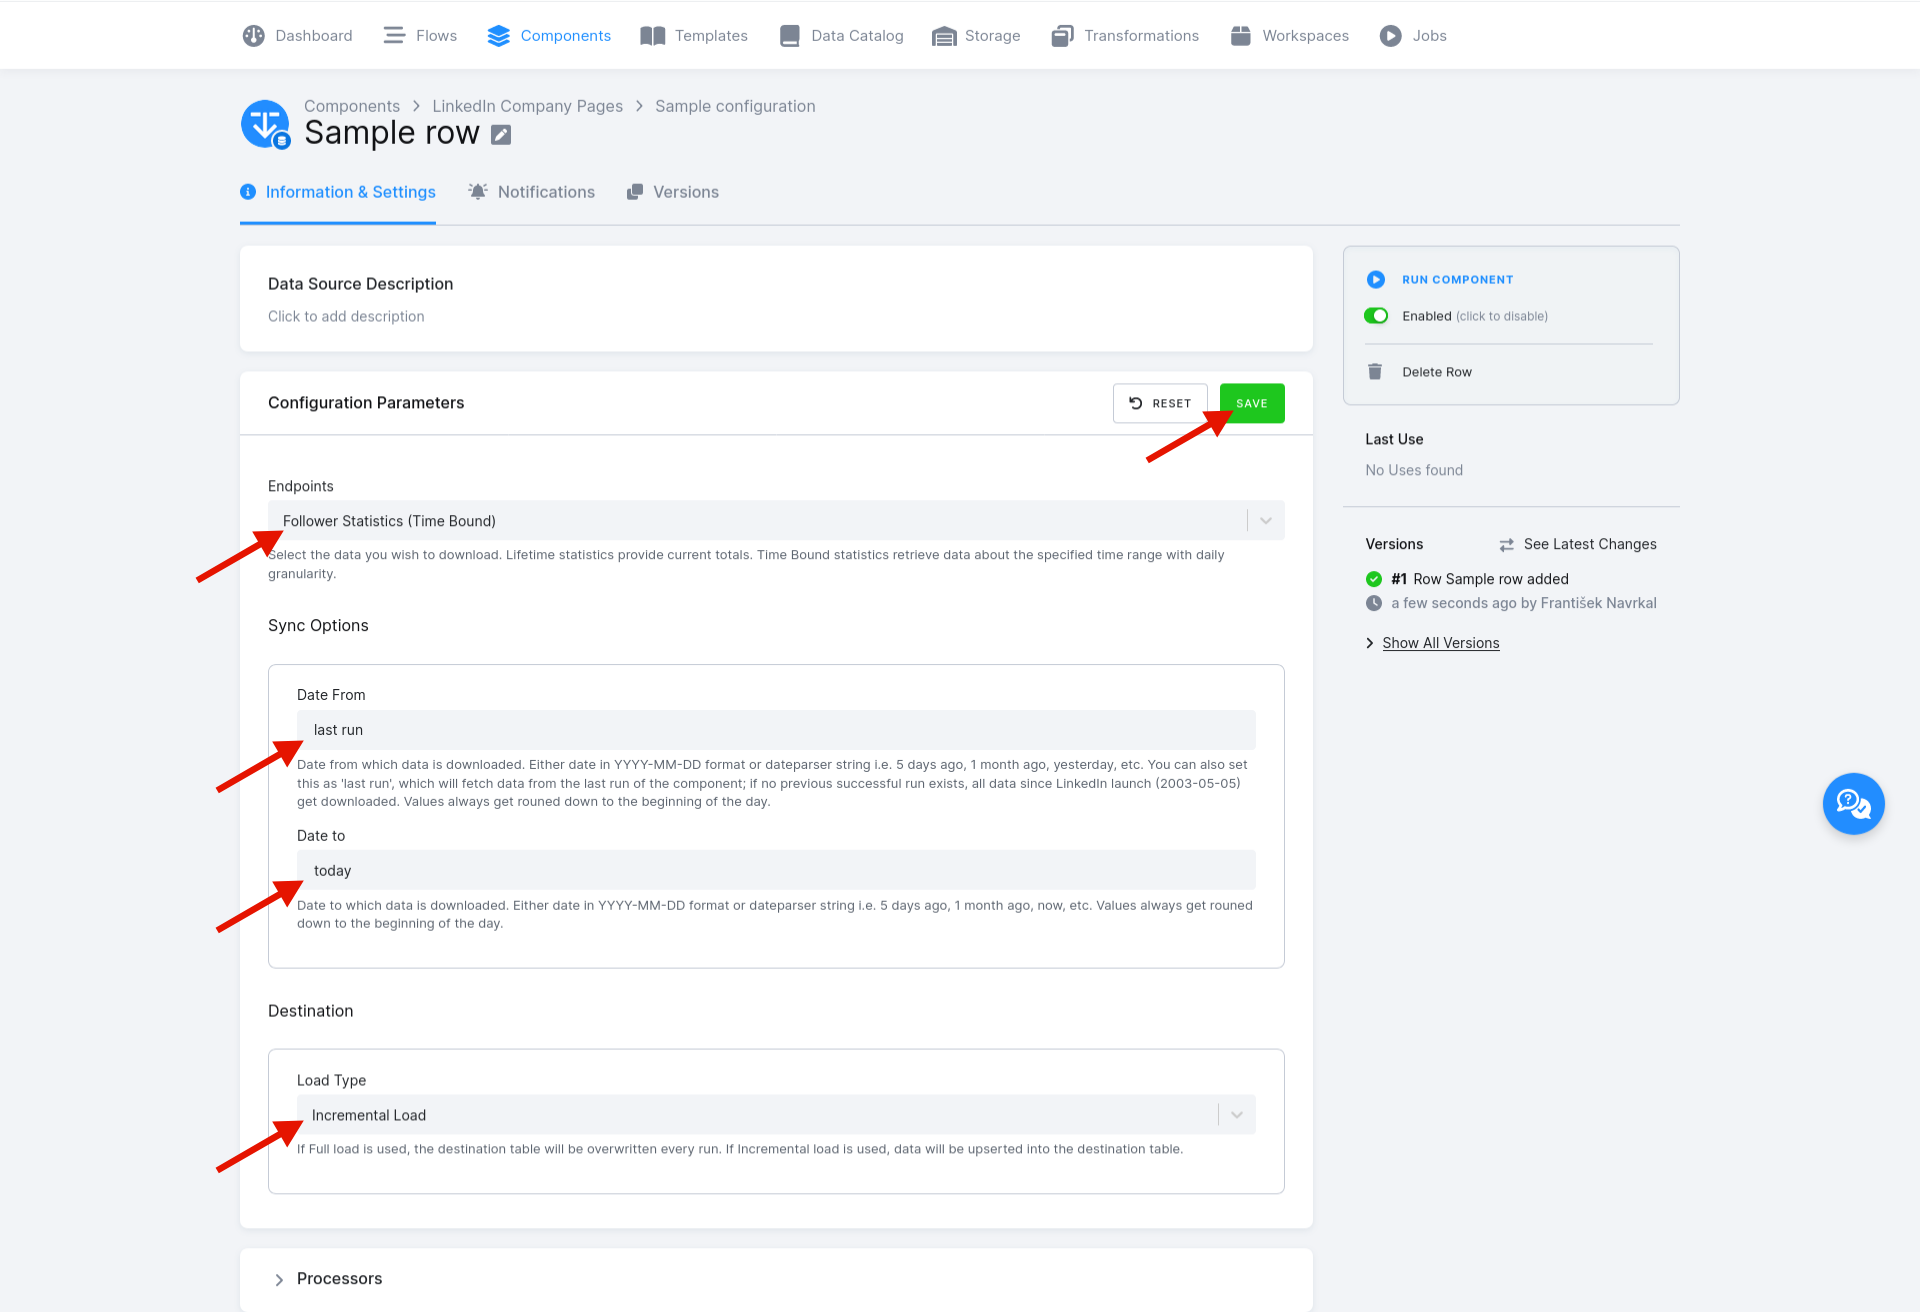 Dashboard Flows Components Templates Data Catalog Storage Transformations Workspaces Jobs
Components > LinkedIn Company Pages > Sample configuration
Sample row
Information & Settings Notifications Versions
Data Source Description
Click to add description
Configuration Parameters
RESET
SAVE
Endpoints
Follower Statistics (Time Bound)
Select the data you wish to download. Lifetime statistics provide current totals. Time Bound statistics retrieve data about the specified time range with daily
granularity.
Sync Options
Date From
last run
Date from which data is downloaded. Either date in YYYY-MM-DD format or dateparser string i.e. 5 days ago, 1 month ago, yesterday, etc. You can also set
this as 'last run', which will fetch data from the last run of the component; if no previous successful run exists, all data since LinkedIn launch (2003-05-05)
get downloaded. Values always get rouned down to the beginning of the day.
Date to
today
Date to which data is downloaded. Either date in YYYY-MM-DD format or dateparser string i.e. 5 days ago, 1 month ago, now, etc. Values always get rouned
down to the beginning of the day.
Destination
Load Type
Incremental Load
If Full load is used, the destination table will be overwritten every run. If Incremental load is used, data will be upserted into the destination table.
Processors
RUN COMPONENT
Enabled (click to disable)
Delete Row
Last Use
No Uses found
Versions
See Latest Changes
#1 Row Sample row added
a few seconds ago by František Navrkal
Show All Versions